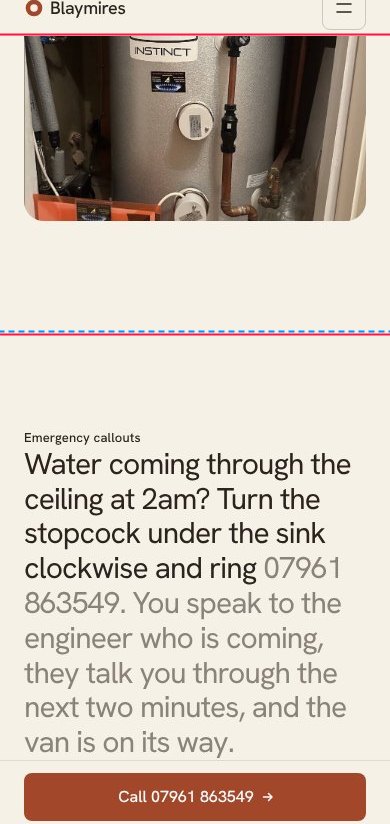 Blaymires
INSTINCT
Emergency callouts
Water coming through the
ceiling at 2am? Turn the
stopcock under the sink
clockwise and ring 07961
863549. You speak to the
engineer who is coming,
they talk you through the
next two minutes, and the
van is on its way.
Call 07961 863549 →